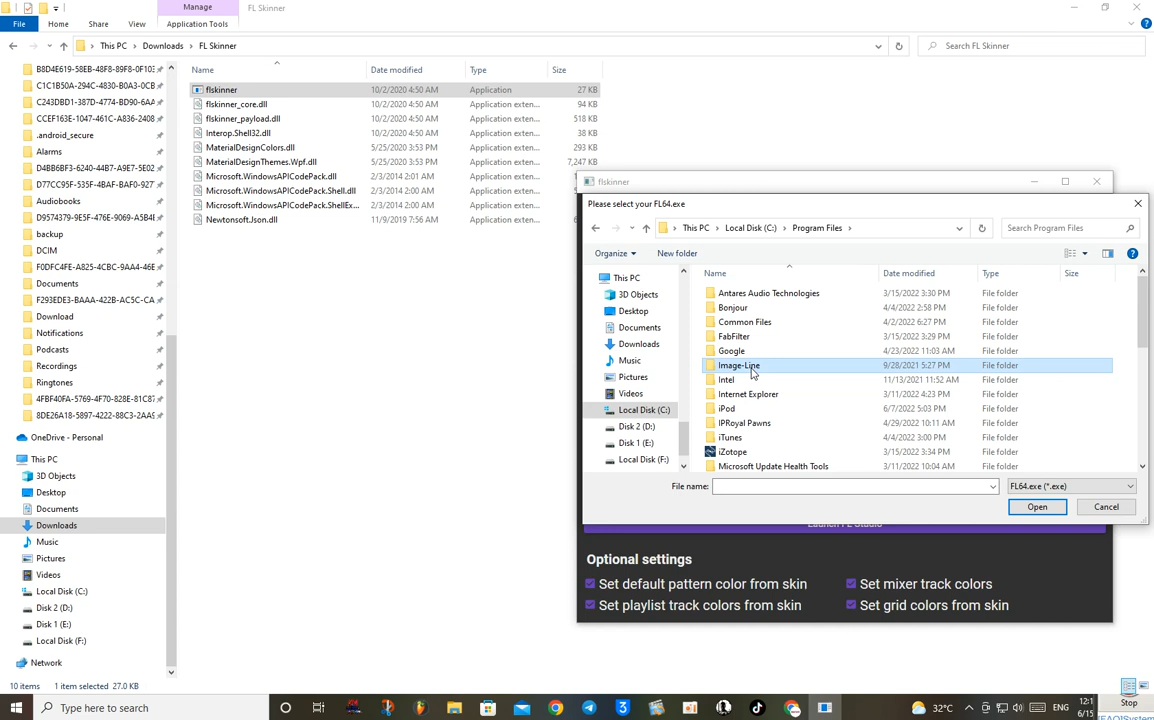 Manage
FL Skinner
File
Home
Share
View
Application Tools
This PC
Downloads
FL Skinner
Search FL Skinner
B8D4E619-58EB-48F8-89F8-0F103
C1C1B50A-294C-4830-B0A3-0CB
C243DBD1-387D-4774-BD90-6AA
CCEF163E-1047-461C-A836-2408
.android_secure
Alarms
D4BB6BF3-6240-44B7-A9E7-5E02
D77CC95F-535F-4BAF-BAF0-927
Audiobooks
D9574379-9E5F-476E-9069-A5B4E
backup
DCIM
F0DFC4FE-A825-4CBC-9AA4-46E
Documents
F293EDE3-BAAA-422B-AC5C-CA
Download
Notifications
Podcasts
Recordings
Ringtones
4FBF40FA-5769-4F70-828E-81C87
8DE26A18-5897-4222-88C3-2AAS
OneDrive - Personal
This PC
3D Objects
Desktop
Documents
Downloads
Music
Pictures
Videos
Local Disk (C:)
Disk 2 (D:)
Disk 1 (E:)
Local Disk (F:)
Network
10 items 1 item selected 27.0 KB
Name Date modified Type Size
flskinner 10/2/2020 4:50 AM Application 27 KB
flskinner_core.dll 10/2/2020 4:50 AM Application exten... 94 KB
flskinner_payload.dll 10/2/2020 4:50 AM Application exten... 518 KB
Interop.Shell32.dll 10/2/2020 4:50 AM Application exten... 38 KB
MaterialDesignColors.dll 5/25/2020 3:53 PM Application exten... 293 KB
MaterialDesignThemes.Wpf.dll 5/25/2020 3:53 PM Application exten... 7,247 KB
Microsoft.WindowsAPICodePack.dll 2/3/2014 2:01 AM Application exten...
Microsoft.WindowsAPICodePack.Shell.dll 2/3/2014 2:00 AM Application exten...
Microsoft.WindowsAPICodePack.ShellEx... 2/3/2014 2:00 AM Application exten...
Newtonsoft.Json.dll 11/9/2019 7:56 AM Application exten...
flskinner
Please select your FL64.exe
This PC
Local Disk (C:)
Program Files
Search Program Files
Organize
New folder
This PC
3D Objects
Desktop
Documents
Downloads
Music
Pictures
Videos
Local Disk (C:)
Disk 2 (D:)
Disk 1 (E:)
Local Disk (F:)
Name Date modified Type Size
Antares Audio Technologies 3/15/2022 3:30 PM File folder
Bonjour 4/4/2022 2:58 PM File folder
Common Files 4/2/2022 6:27 PM File folder
FabFilter 3/15/2022 3:29 PM File folder
Google 4/23/2022 11:03 AM File folder
Image-Line 9/28/2021 5:27 PM File folder
Intel 11/13/2021 11:52 AM File folder
Internet Explorer 3/11/2022 4:23 PM File folder
iPod 6/7/2022 5:03 PM File folder
IPRoyal Pawns 4/29/2022 10:11 AM File folder
iTunes 4/4/2022 3:00 PM File folder
iZotope 3/15/2022 3:34 PM File folder
Microsoft Update Health Tools 3/11/2022 10:04 AM File folder
File name:
FL64.exe (*.exe)
Open
Cancel
Launch FL Studio
Optional settings
Set default pattern color from skin
Set mixer track colors
Set playlist track colors from skin
Set grid colors from skin
Type here to search
32°C
ENG
12:1
6/15
Stop